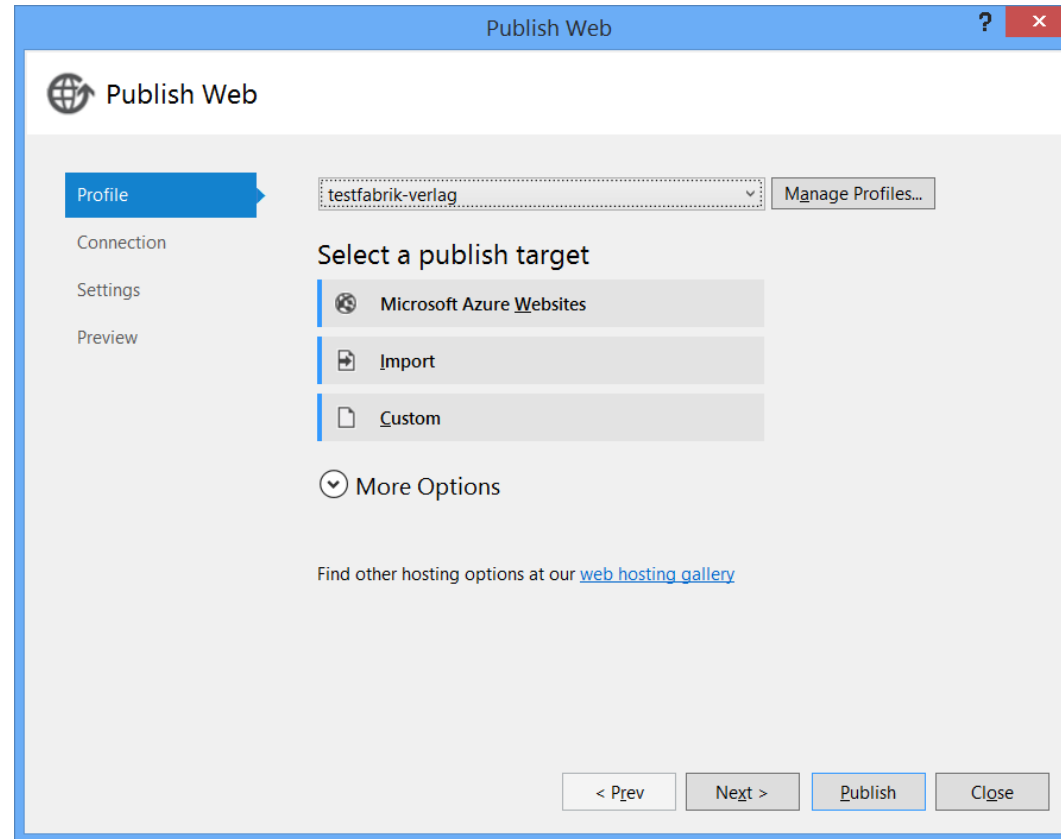 Publish Web
?
Publish Web
Profile
testfabrik-verlag
Manage Profiles...
Connection
Select a publish target
Settings
Microsoft Azure Websites
Preview
Import
Custom
More Options
Find other hosting options at our web hosting gallery
< Prev
Next >
Publish
Close